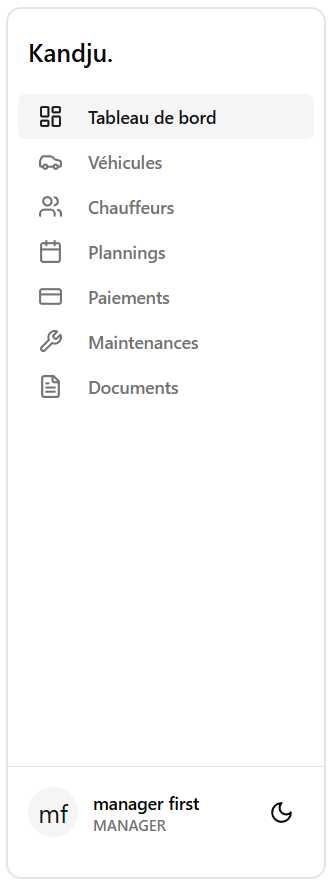 Kandju.
Tableau de bord
Véhicules
Chauffeurs
Plannings
Paiements
Maintenances
Documents
mf
manager first
MANAGER